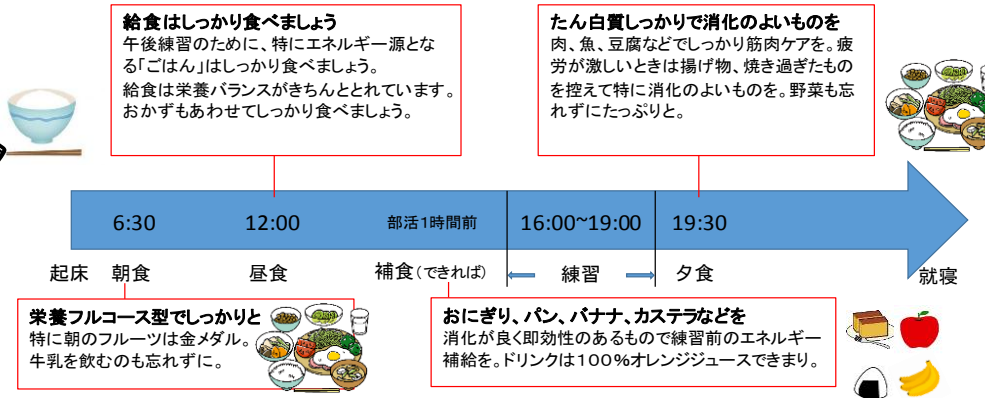 給食はしっかり食べましょう
午後練習のために、特にエネルギー源とな
る「ごはん」はしっかり食べましょう。
給食は栄養バランスがきちんととれています。
おかずもあわせてしっかり食べましょう。
たん白質しっかりで消化のよいものを
肉、魚、豆腐などでしっかり筋肉ケアを。疲
労が激しいときは揚げ物、焼き過ぎたもの
を控えて特に消化のよいものを。野菜も忘
れずにたっぷりと。
6:30 12:00 部活1時間前 16:00~19:00 19:30
起床 朝食 昼食 補食(できれば) 練習 夕食 就寝
栄養フルコース型でしっかりと
特に朝のフルーツは金メダル。
牛乳を飲むのも忘れずに。
おにぎり、パン、バナナ、カステラなどを
消化が良く即効性のあるもので練習前のエネルギー
補給を。ドリンクは100%オレンジジュースできまり。